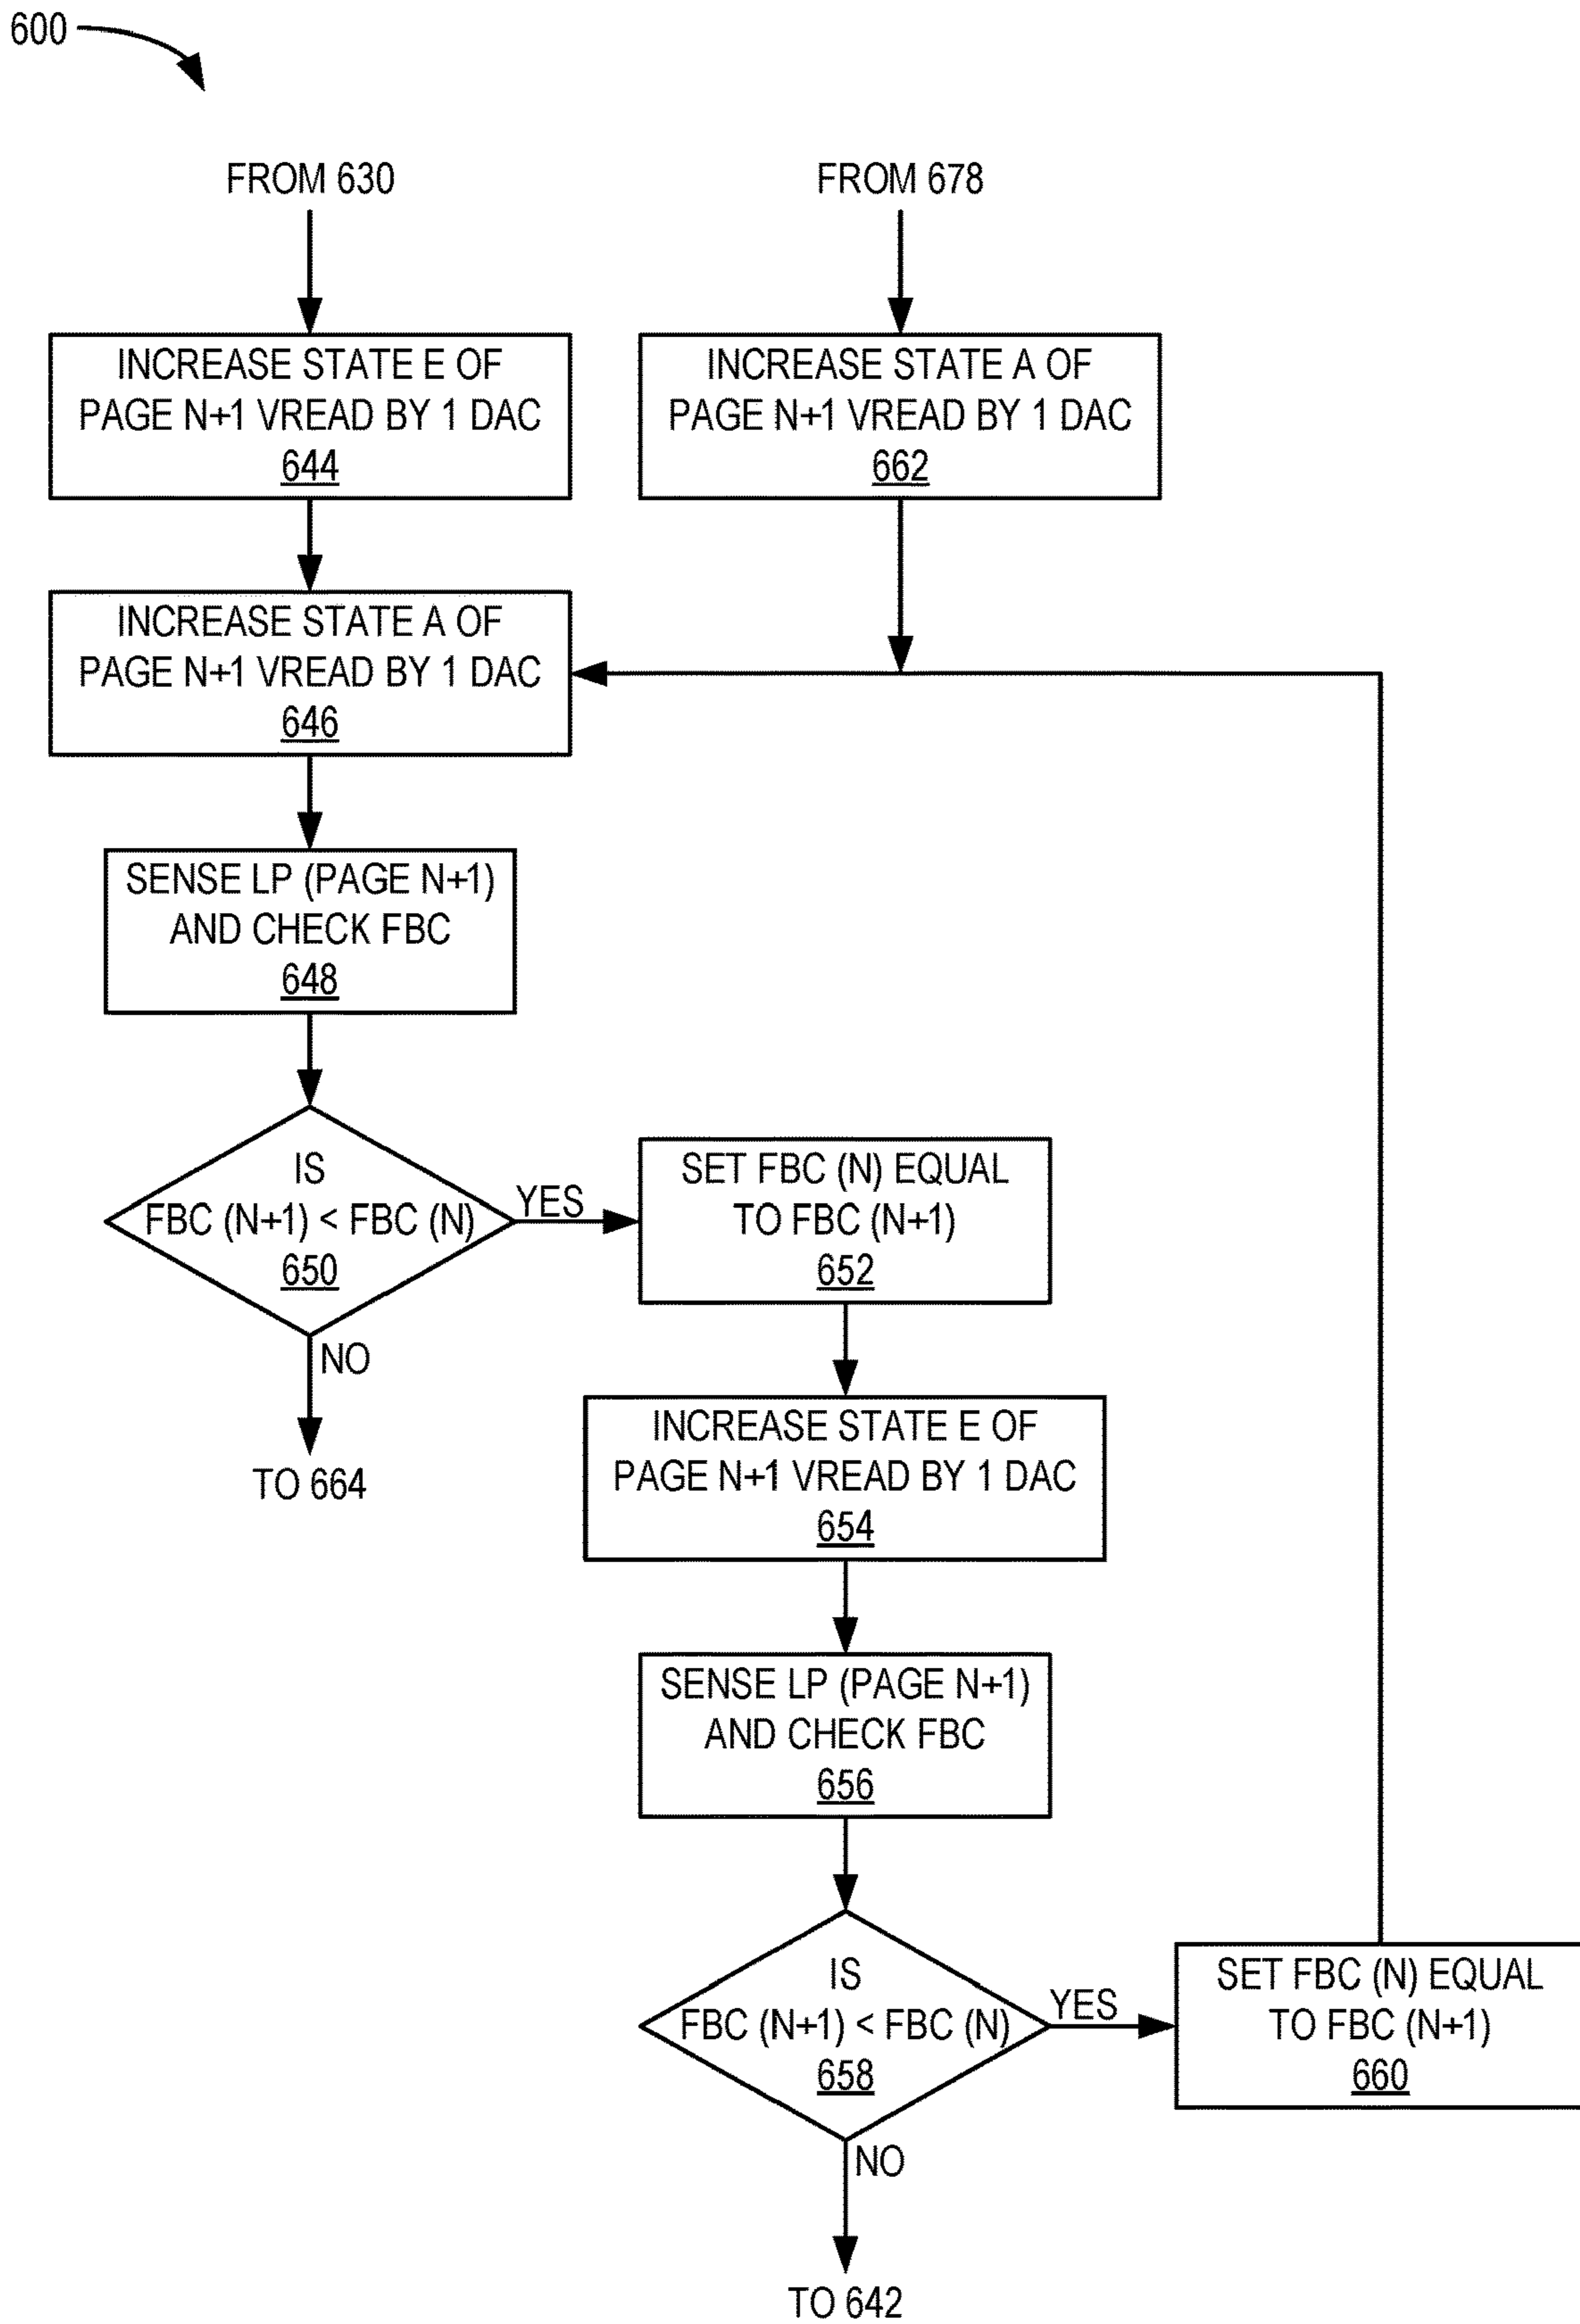 600
FROM 630
FROM 678
INCREASE STATE E OF
PAGE N+1 VREAD BY 1 DAC
644
INCREASE STATE A OF
PAGE N+1 VREAD BY 1 DAC
662
INCREASE STATE A OF
PAGE N+1 VREAD BY 1 DAC
646
SENSE LP (PAGE N+1)
AND CHECK FBC
648
IS
FBC (N+1) < FBC (N)
650
YES
NO
TO 664
SET FBC (N) EQUAL
TO FBC (N+1)
652
INCREASE STATE E OF
PAGE N+1 VREAD BY 1 DAC
654
SENSE LP (PAGE N+1)
AND CHECK FBC
656
IS
FBC (N+1) < FBC (N)
658
YES
NO
TO 642
SET FBC (N) EQUAL
TO FBC (N+1)
660